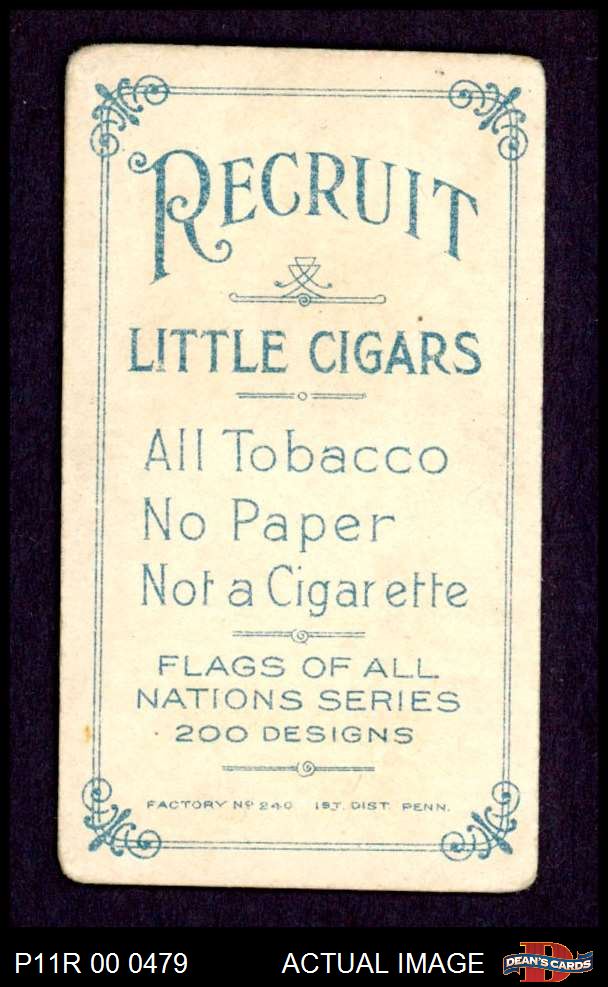 RECRUIT
LITTLE CIGARS
All Tobacco
No Paper
Not a Cigarette
FLAGS OF ALL
NATIONS SERIES
200 DESIGNS
FACTORY Nº 240 1ST. DIST. PENN.
P11R 00 0479 ACTUAL IMAGE D DEAN'S CARDS